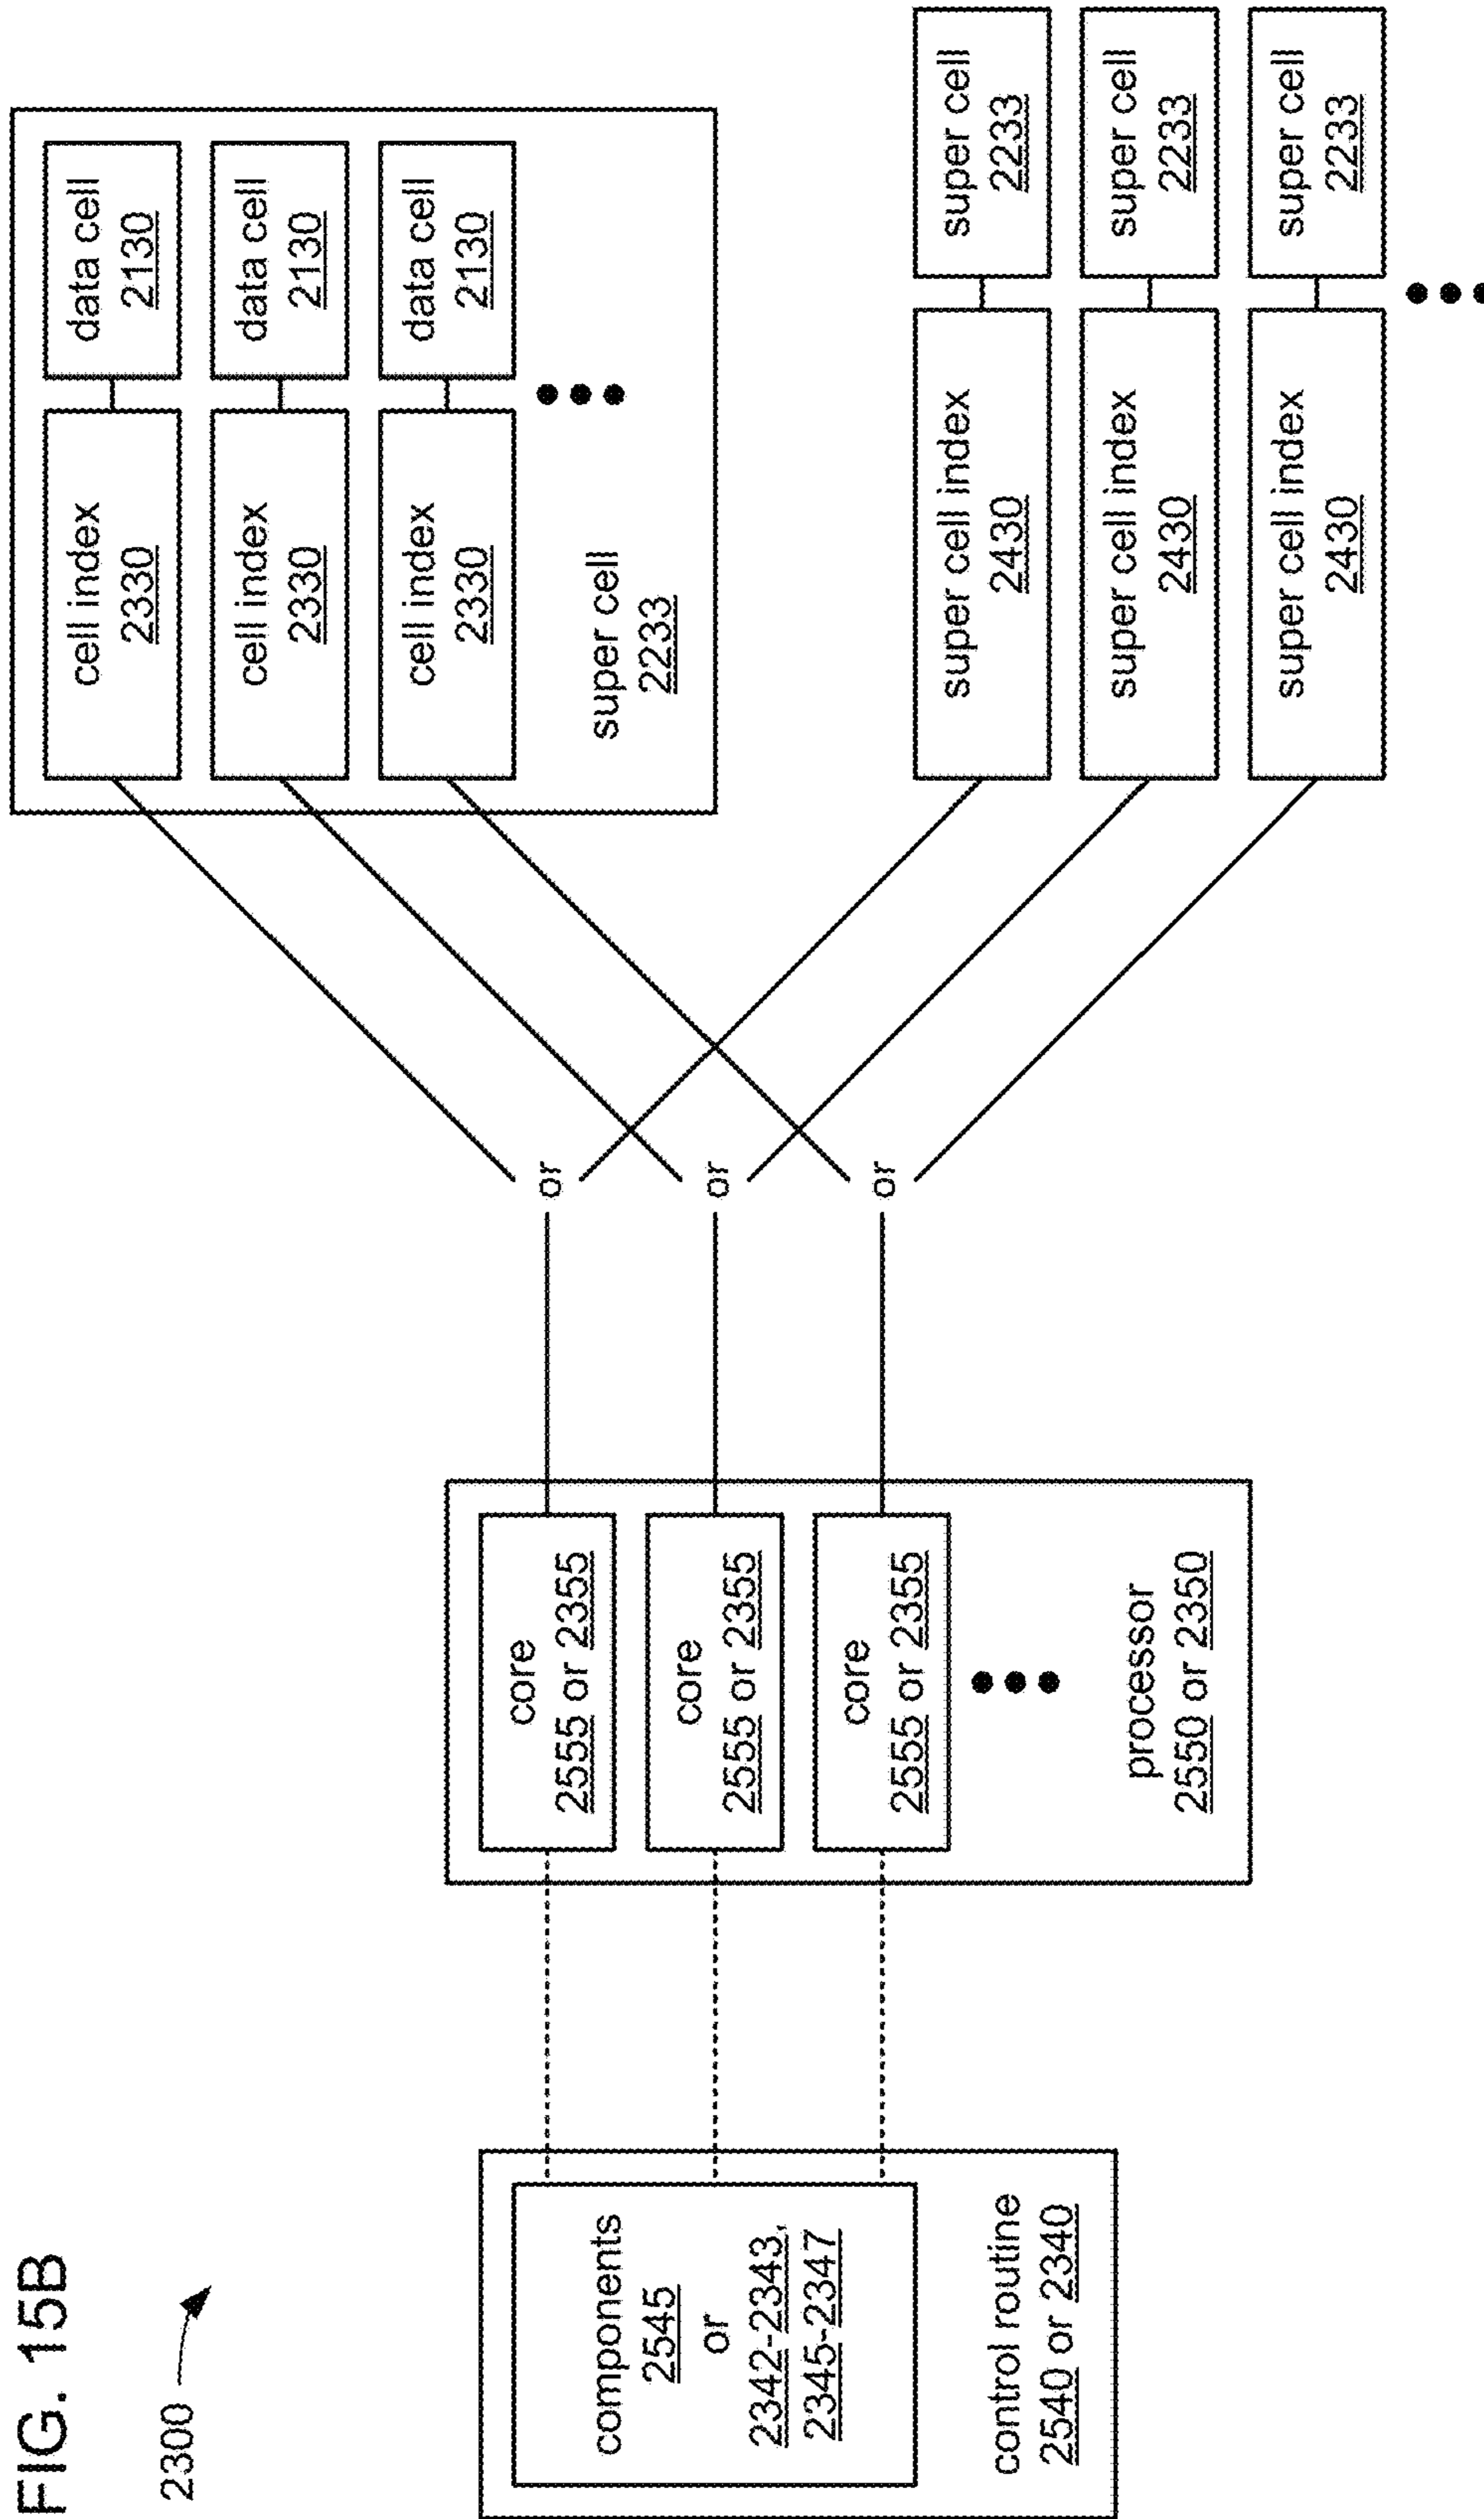 FIG. 15B
2300
components
2545
or
2342-2343,
2345-2347
control routine
2540 or 2340
core
2555 or 2355
core
2555 or 2355
core
2555 or 2355
processor
2550 or 2350
or
or
or
cell index
2330
data cell
2130
cell index
2330
data cell
2130
cell index
2330
data cell
2130
super cell
2233
super cell index
2430
super cell
2233
super cell index
2430
super cell
2233
super cell index
2430
super cell
2233